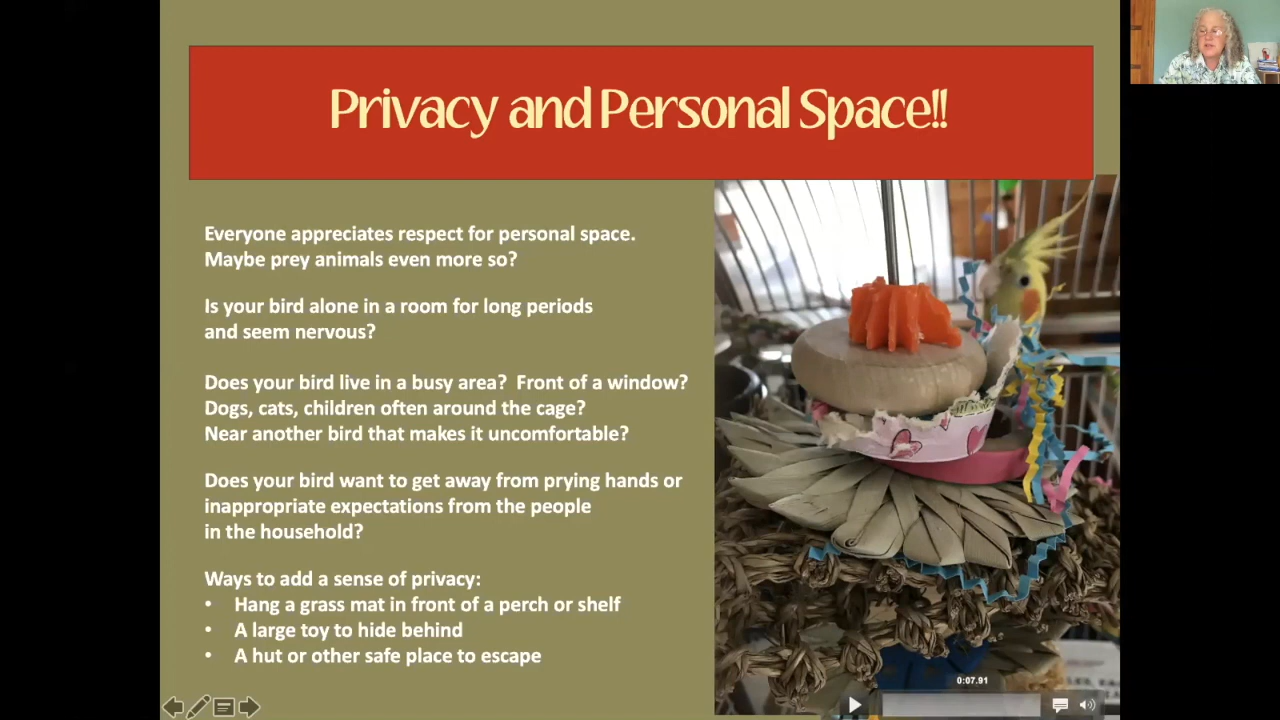 Privacy and Personal Space!!
Everyone appreciates respect for personal space.
Maybe prey animals even more so?
Is your bird alone in a room for long periods
and seem nervous?
Does your bird live in a busy area? Front of a window?
Dogs, cats, children often around the cage?
Near another bird that makes it uncomfortable?
Does your bird want to get away from prying hands or
inappropriate expectations from the people
in the household?
Ways to add a sense of privacy:
• Hang a grass mat in front of a perch or shelf
• A large toy to hide behind
• A hut or other safe place to escape
0:07.91